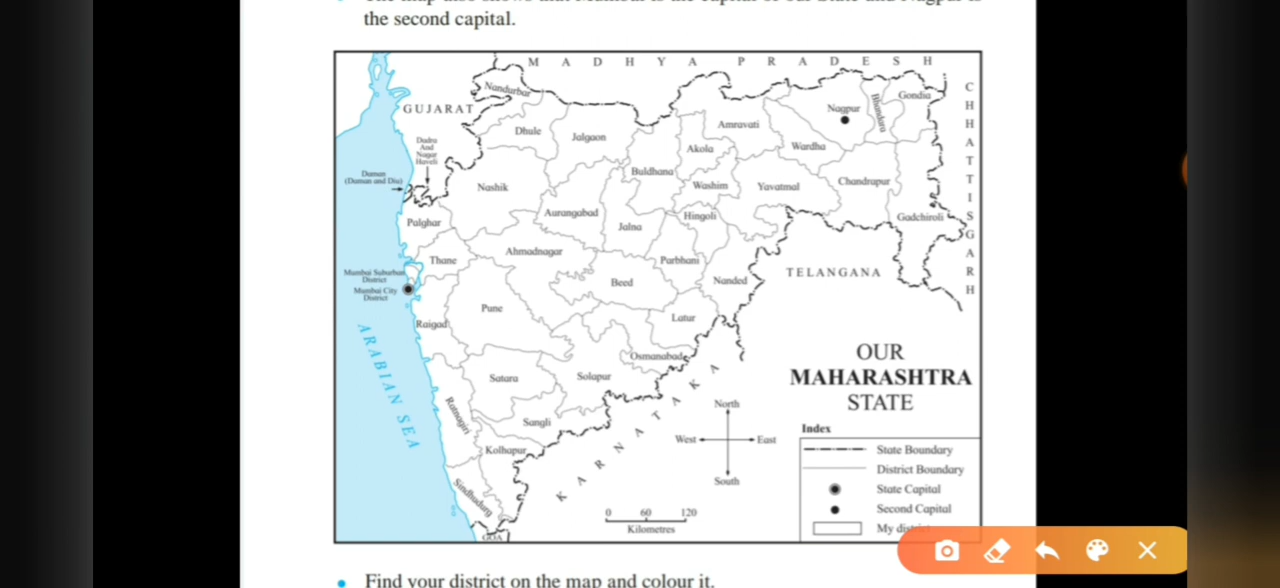 the second capital.
M A D H Y A P R A D E S H
C H H A T T I S G A R H
Nandurbar
GUJARAT
Dhule
Jalgaon
Amravati
Nagpur
Bhandara
Gondia
Dadra
And
Nagar
Haveli
Akola
Wardha
Daman
(Daman and Diu)
Nashik
Buldhana
Washim
Yavatmal
Chandrapur
Palghar
Aurangabad
Jalna
Hingoli
Gadchiroli
Thane
Ahmadnagar
Parbhani
TELANGANA
Mumbai Suburban
District
Mumbai City
District
Beed
Nanded
Pune
Raigad
Latur
ARABIAN SEA
Osmanabad
Satara
Solapur
Ratnagiri
Sangli
Kolhapur
Sindhudurg
GOA
K A R N A T A K A
OUR
MAHARASHTRA
STATE
North
West
East
South
0 60 120
Kilometres
Index
State Boundary
District Boundary
State Capital
Second Capital
My
Find your district on the map and colour it.